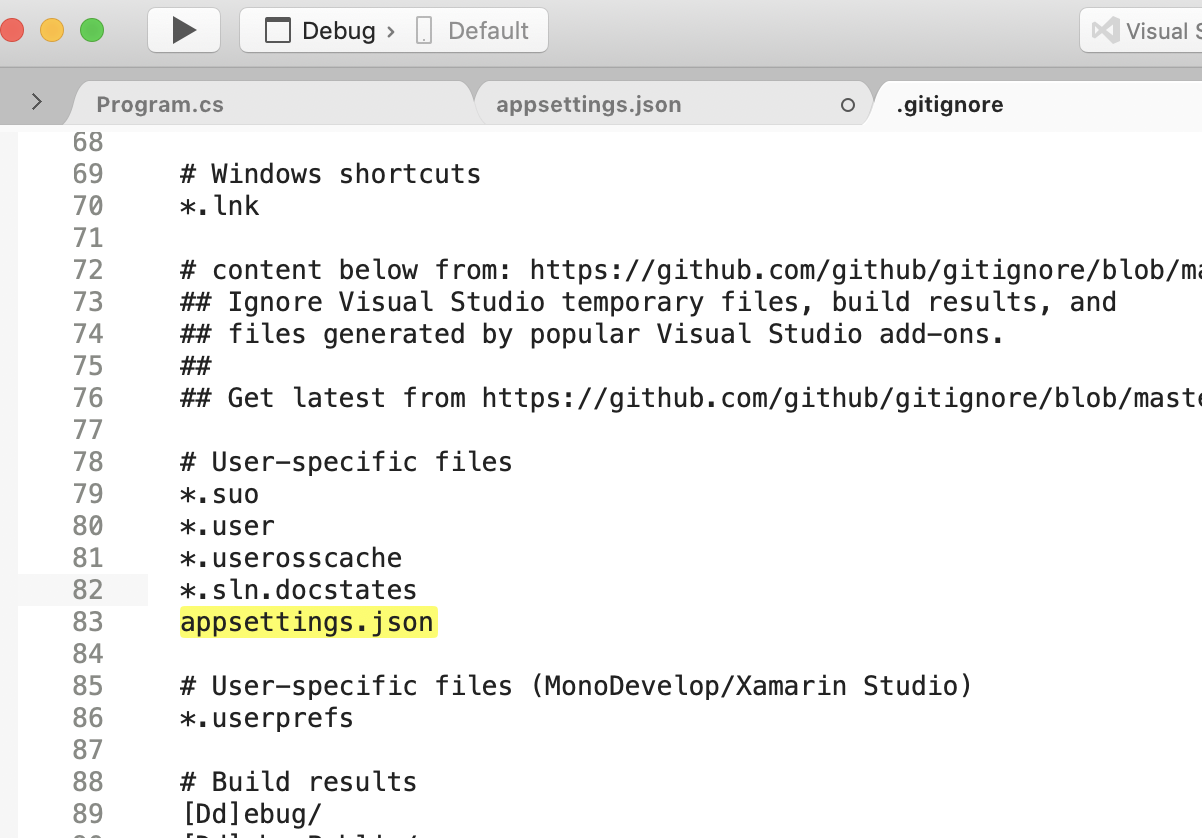 Debug › Default
Visual
Program.cs appsettings.json .gitignore
68
69 # Windows shortcuts
70 *.lnk
71
72 # content below from: https://github.com/github/gitignore/blob/ma
73 ## Ignore Visual Studio temporary files, build results, and
74 ## files generated by popular Visual Studio add-ons.
75 ##
76 ## Get latest from https://github.com/github/gitignore/blob/maste
77
78 # User-specific files
79 *.suo
80 *.user
81 *.userosscache
82 *.sln.docstates
83 appsettings.json
84
85 # User-specific files (MonoDevelop/Xamarin Studio)
86 *.userprefs
87
88 # Build results
89 [Dd]ebug/